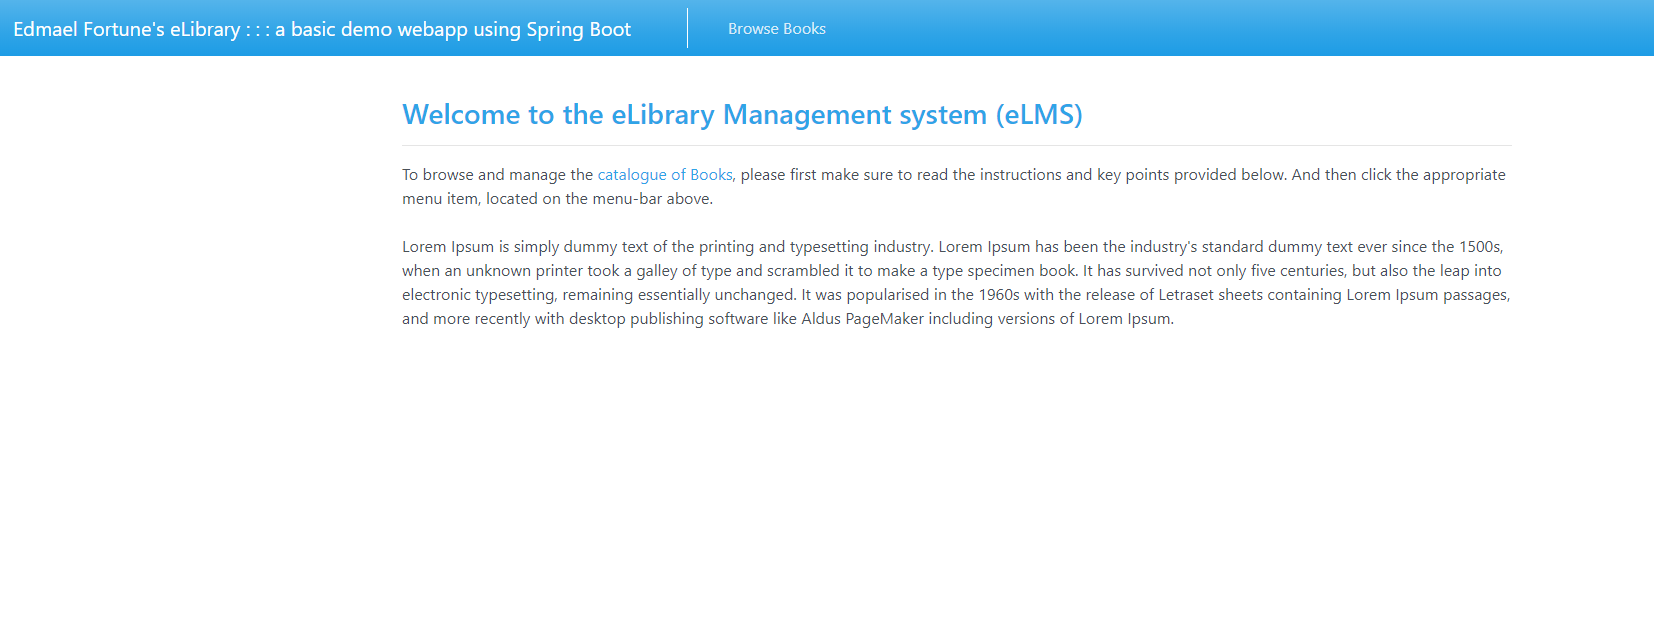 Edmael Fortune's eLibrary : : : a basic demo webapp using Spring Boot
Browse Books
Welcome to the eLibrary Management system (eLMS)
To browse and manage the catalogue of Books, please first make sure to read the instructions and key points provided below. And then click the appropriate
menu item, located on the menu-bar above.
Lorem Ipsum is simply dummy text of the printing and typesetting industry. Lorem Ipsum has been the industry's standard dummy text ever since the 1500s,
when an unknown printer took a galley of type and scrambled it to make a type specimen book. It has survived not only five centuries, but also the leap into
electronic typesetting, remaining essentially unchanged. It was popularised in the 1960s with the release of Letraset sheets containing Lorem Ipsum passages,
and more recently with desktop publishing software like Aldus PageMaker including versions of Lorem Ipsum.